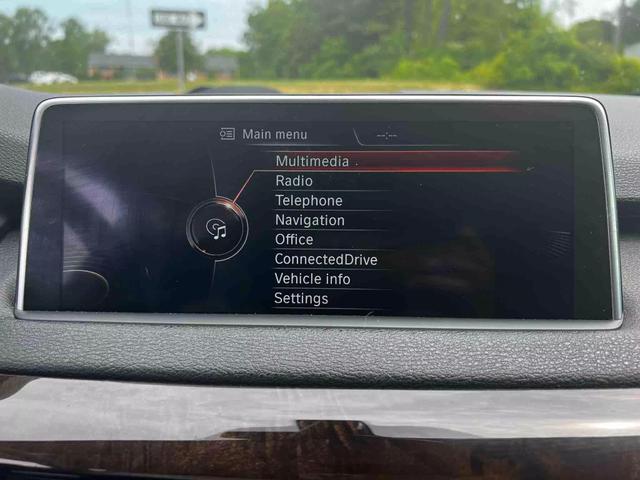 Main menu --:--
Multimedia
Radio
Telephone
Navigation
Office
ConnectedDrive
Vehicle info
Settings